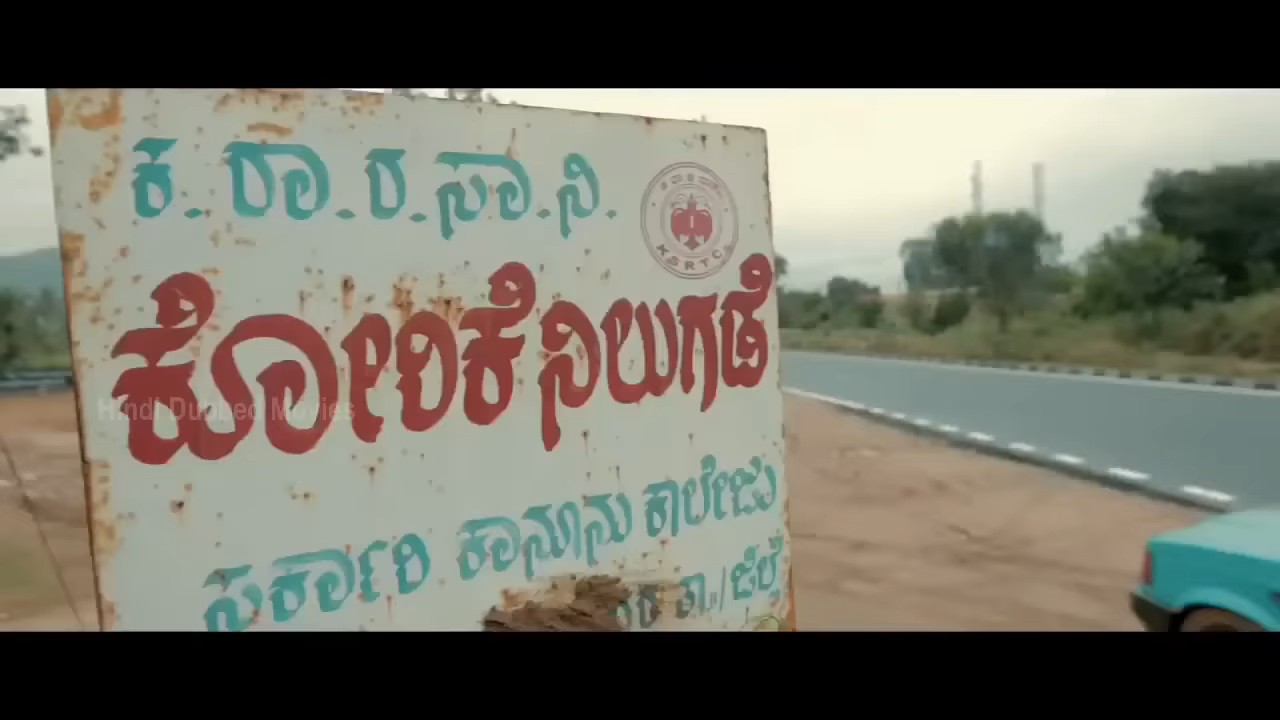 ಕ.ರಾ.ರ.ಸಾ.ನಿ.
KSRTC
ಕೋರಿಕೆ ನಿಯುಗಡೆ
Hindi Dubbed Movies
ಸರ್ಕಾರಿ ಕಾನೂನು ಕಾಲೇಜು
ತಾ./ಜಿಲ್ಲೆ